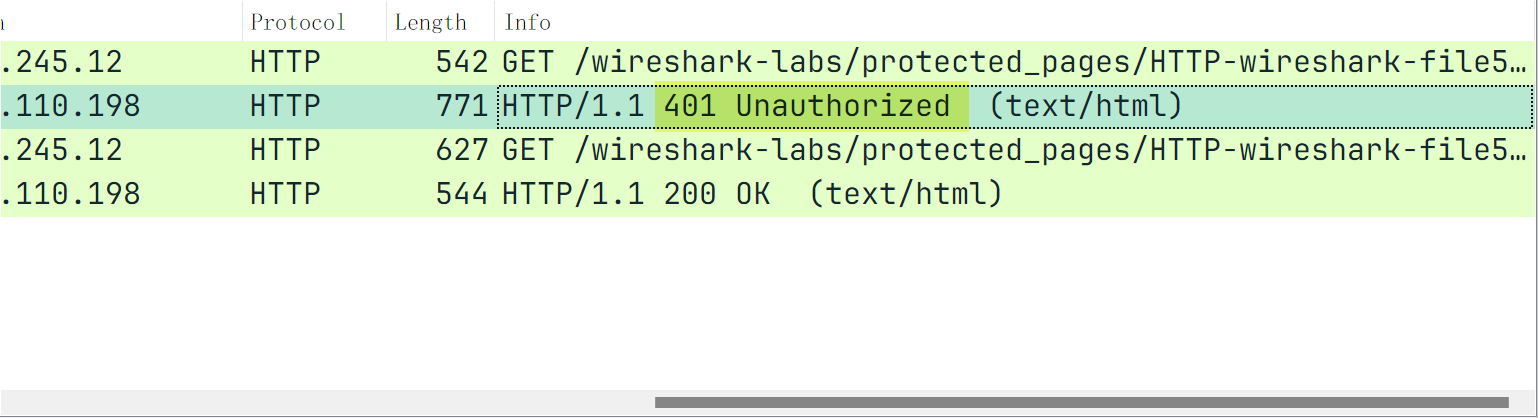 Protocol Length Info
.245.12 HTTP 542 GET /wireshark-labs/protected_pages/HTTP-wireshark-file5…
.110.198 HTTP 771 HTTP/1.1 401 Unauthorized (text/html)
.245.12 HTTP 627 GET /wireshark-labs/protected_pages/HTTP-wireshark-file5…
.110.198 HTTP 544 HTTP/1.1 200 OK (text/html)